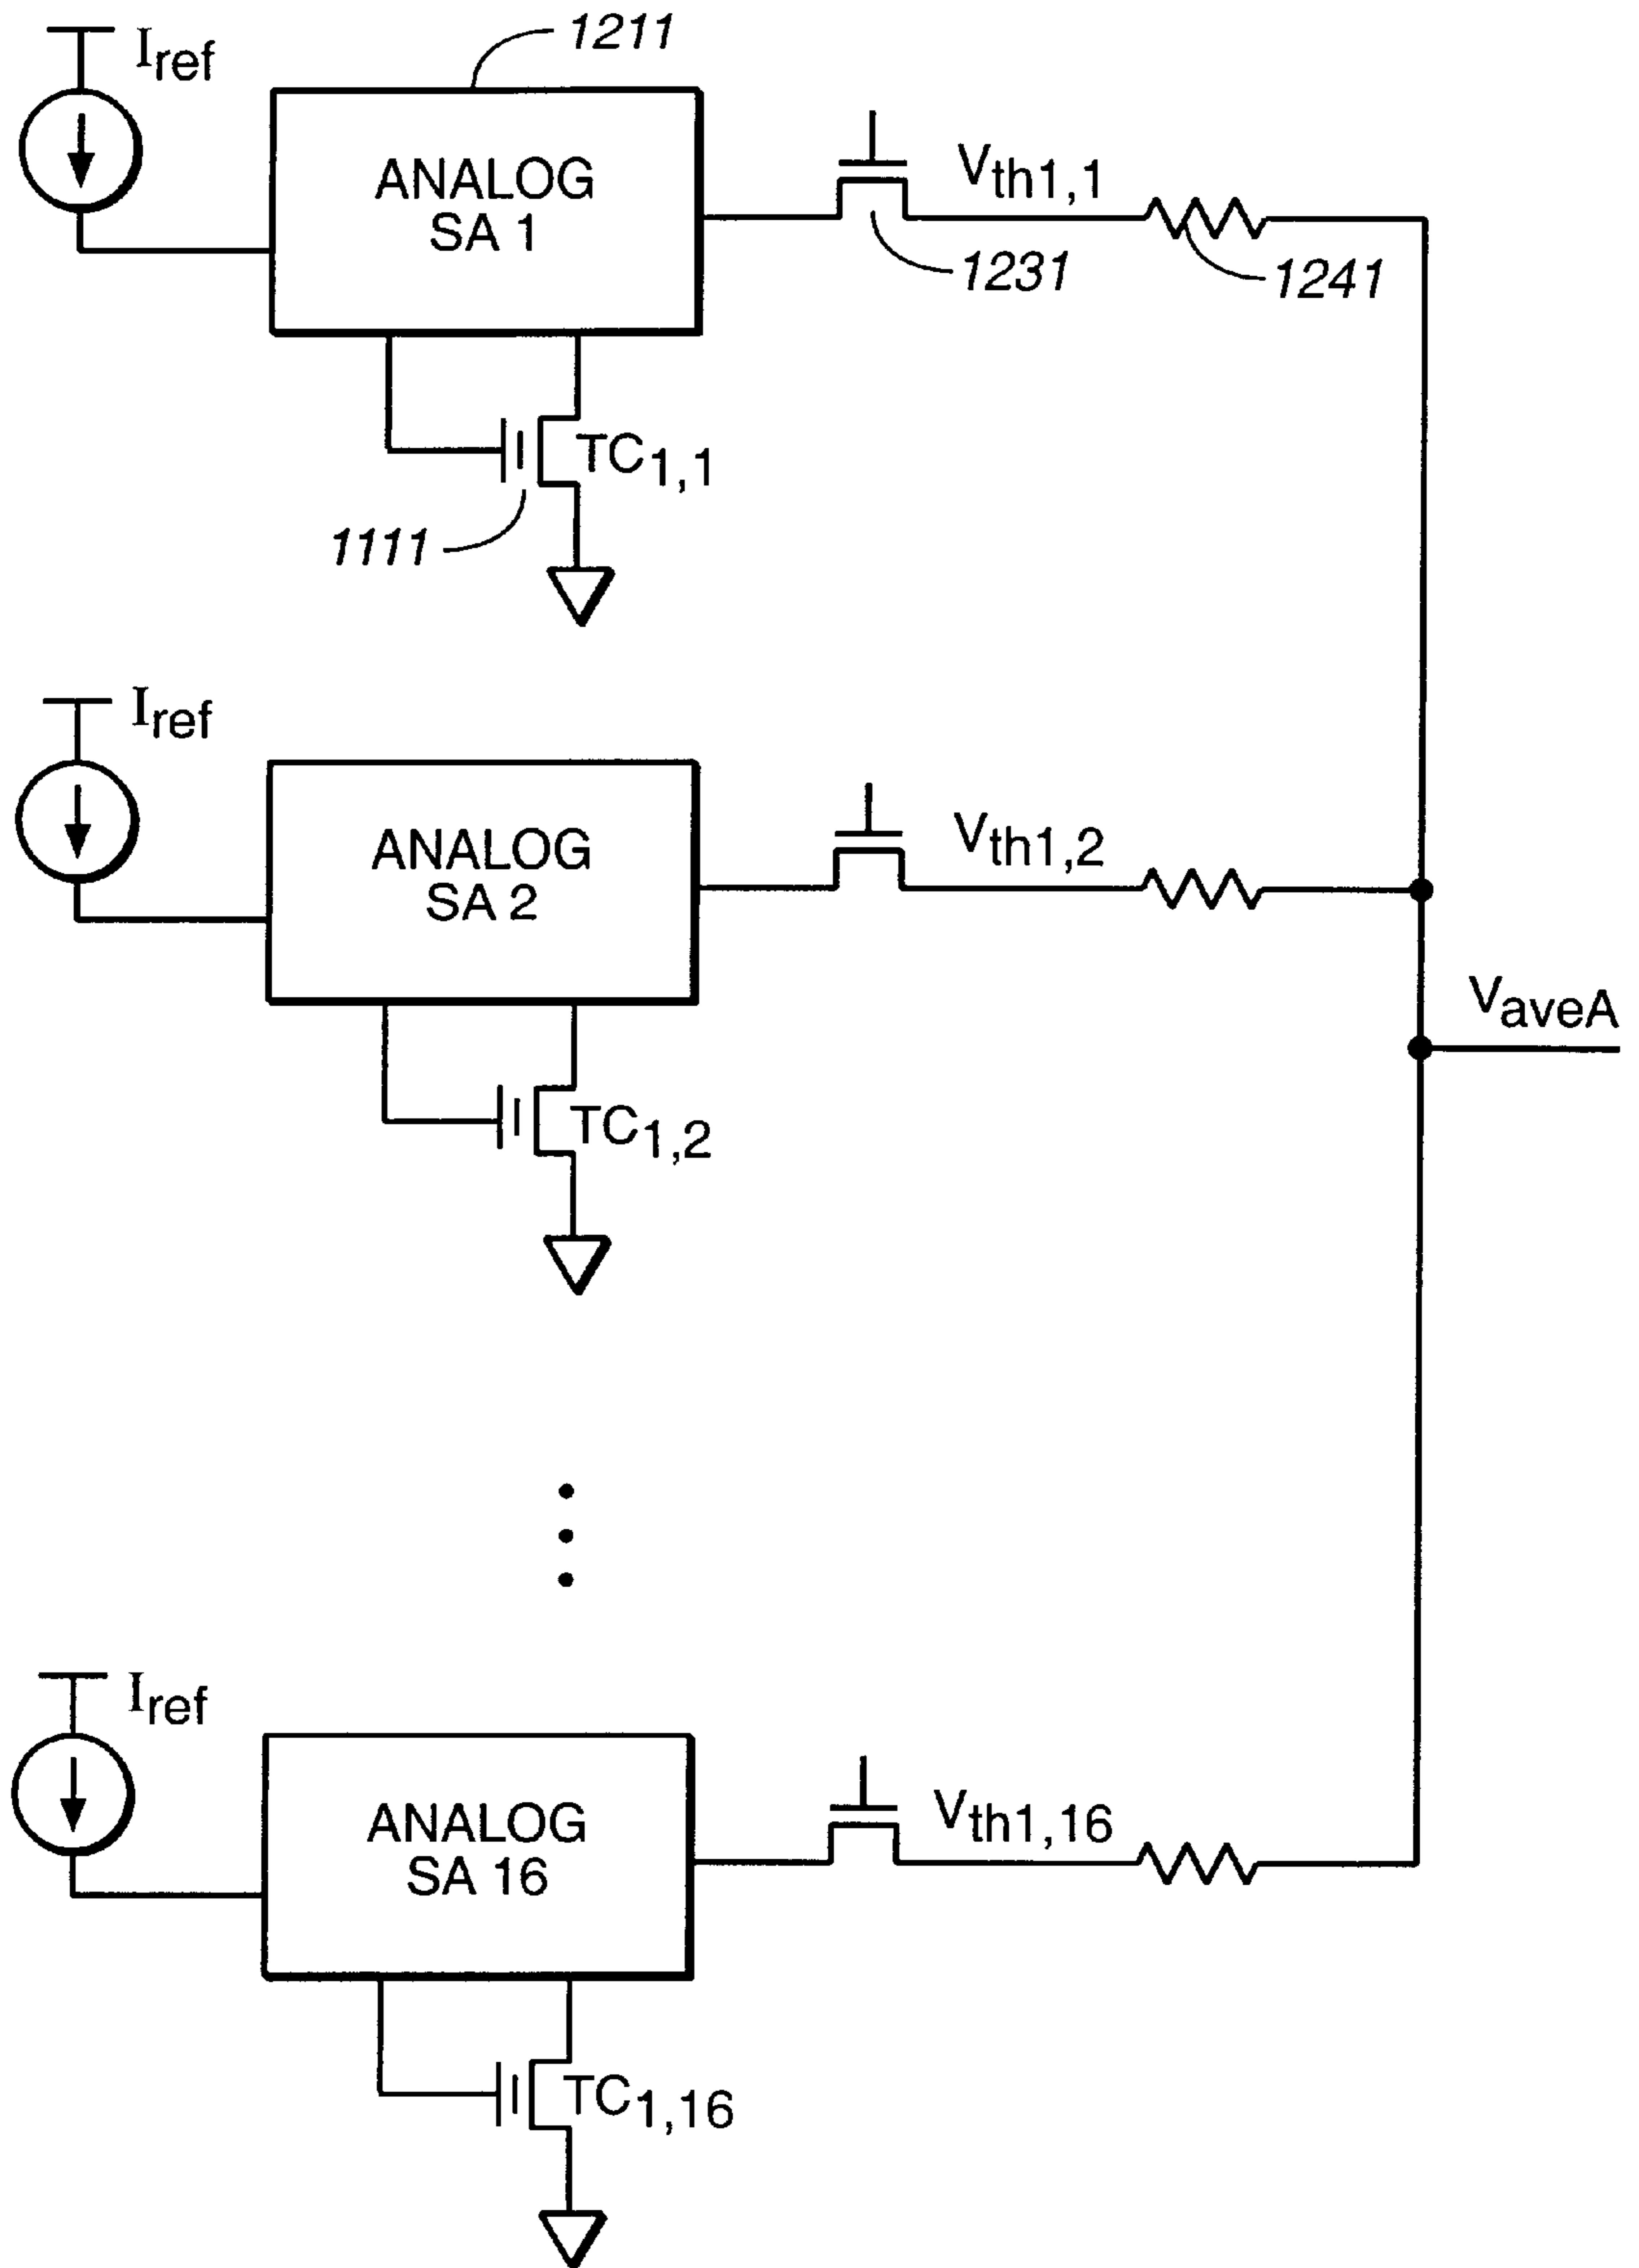 1211
Iref
ANALOG
SA 1
Vth1,1
1231
1241
TC1,1
1111
Iref
ANALOG
SA 2
Vth1,2
VaveA
TC1,2
Iref
ANALOG
SA 16
Vth1,16
TC1,16